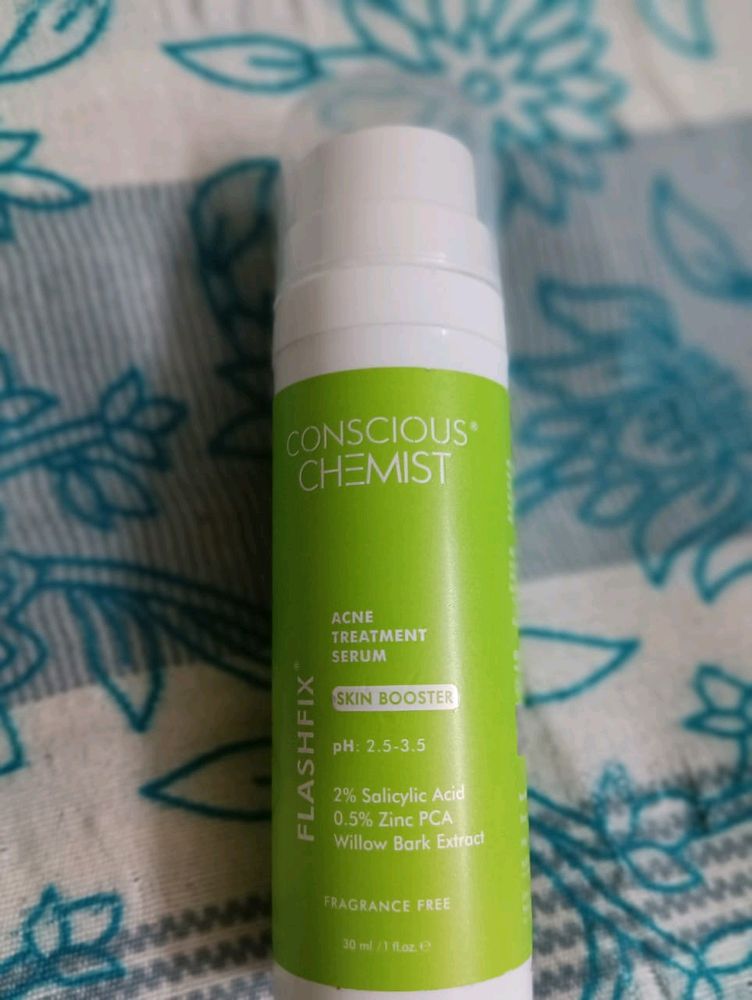 CONSCIOUS®
CHEMIST
ACNE
TREATMENT
SERUM
SKIN BOOSTER
FLASHFIX®
pH: 2.5-3.5
2% Salicylic Acid
0.5% Zinc PCA
Willow Bark Extract
FRAGRANCE FREE
30 ml / 1 fl.oz. ℮